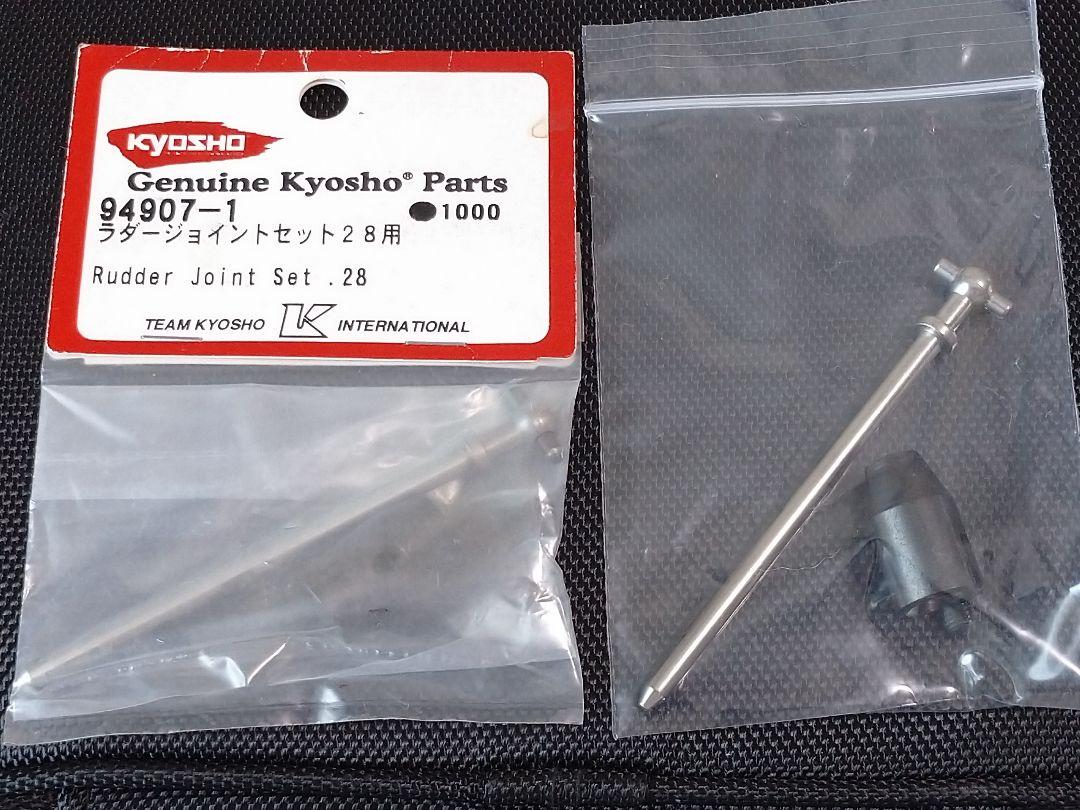 KYOSHO
Genuine Kyosho® Parts
94907-1 ●1000
ラダージョイントセット28用
Rudder Joint Set .28
TEAM KYOSHO K INTERNATIONAL